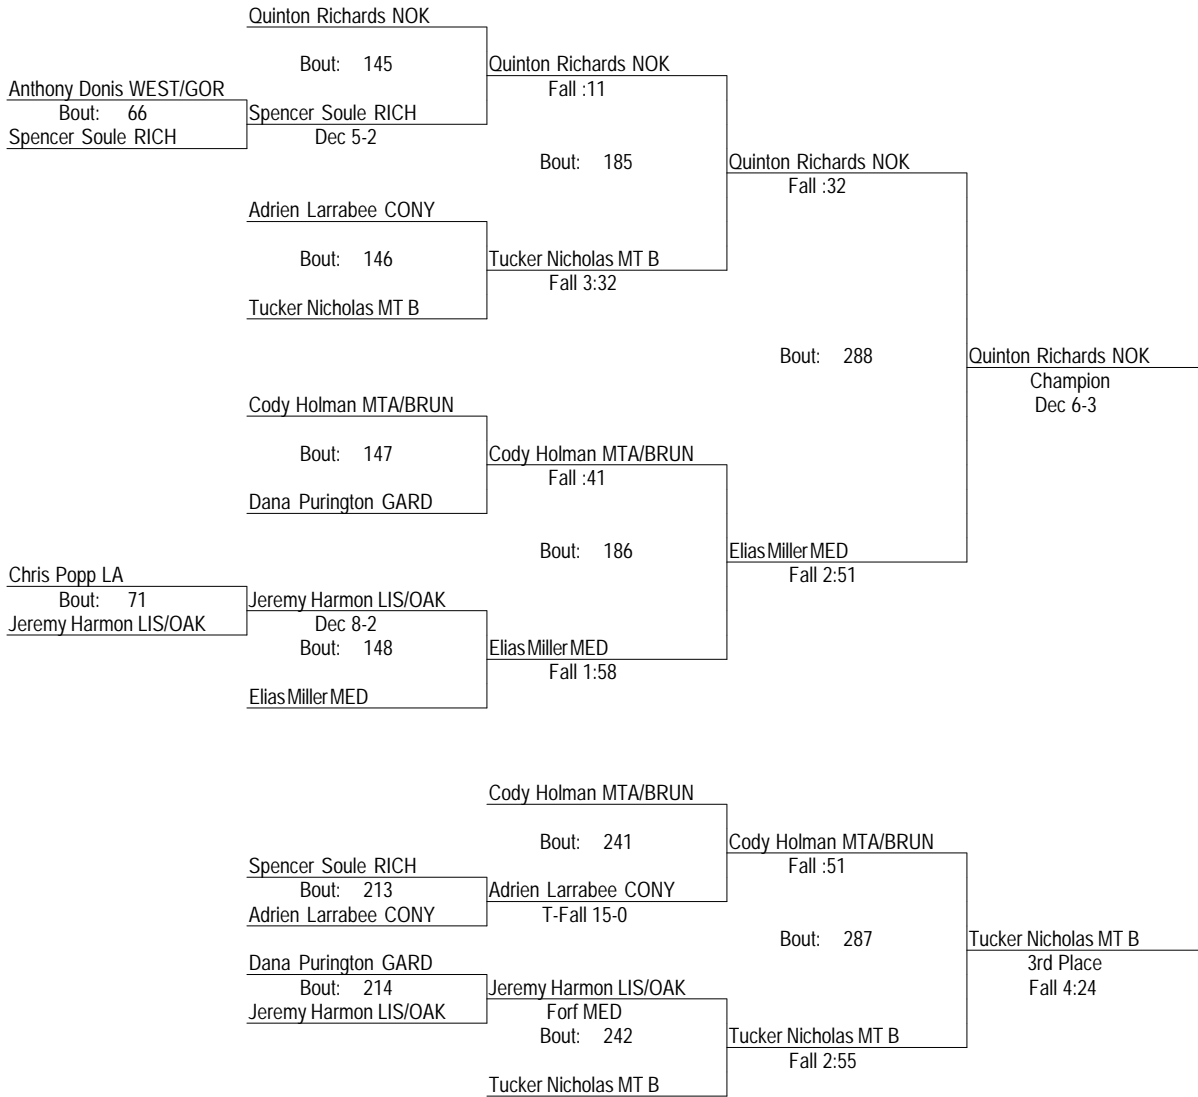 Quinton Richards NOK
Bout: 145
Quinton Richards NOK
Fall :11
Anthony Donis WEST/GOR
Bout: 66
Spencer Soule RICH
Spencer Soule RICH
Dec 5-2
Bout: 185
Quinton Richards NOK
Fall :32
Adrien Larrabee CONY
Bout: 146
Tucker Nicholas MT B
Fall 3:32
Tucker Nicholas MT B
Bout: 288
Quinton Richards NOK
Champion
Dec 6-3
Cody Holman MTA/BRUN
Bout: 147
Cody Holman MTA/BRUN
Fall :41
Dana Purington GARD
Bout: 186
Elias Miller MED
Fall 2:51
Chris Popp LA
Bout: 71
Jeremy Harmon LIS/OAK
Jeremy Harmon LIS/OAK
Dec 8-2
Bout: 148
Elias Miller MED
Fall 1:58
Elias Miller MED
Cody Holman MTA/BRUN
Bout: 241
Cody Holman MTA/BRUN
Fall :51
Spencer Soule RICH
Bout: 213
Adrien Larrabee CONY
Adrien Larrabee CONY
T-Fall 15-0
Bout: 287
Tucker Nicholas MT B
3rd Place
Fall 4:24
Dana Purington GARD
Bout: 214
Jeremy Harmon LIS/OAK
Jeremy Harmon LIS/OAK
Forf MED
Bout: 242
Tucker Nicholas MT B
Fall 2:55
Tucker Nicholas MT B